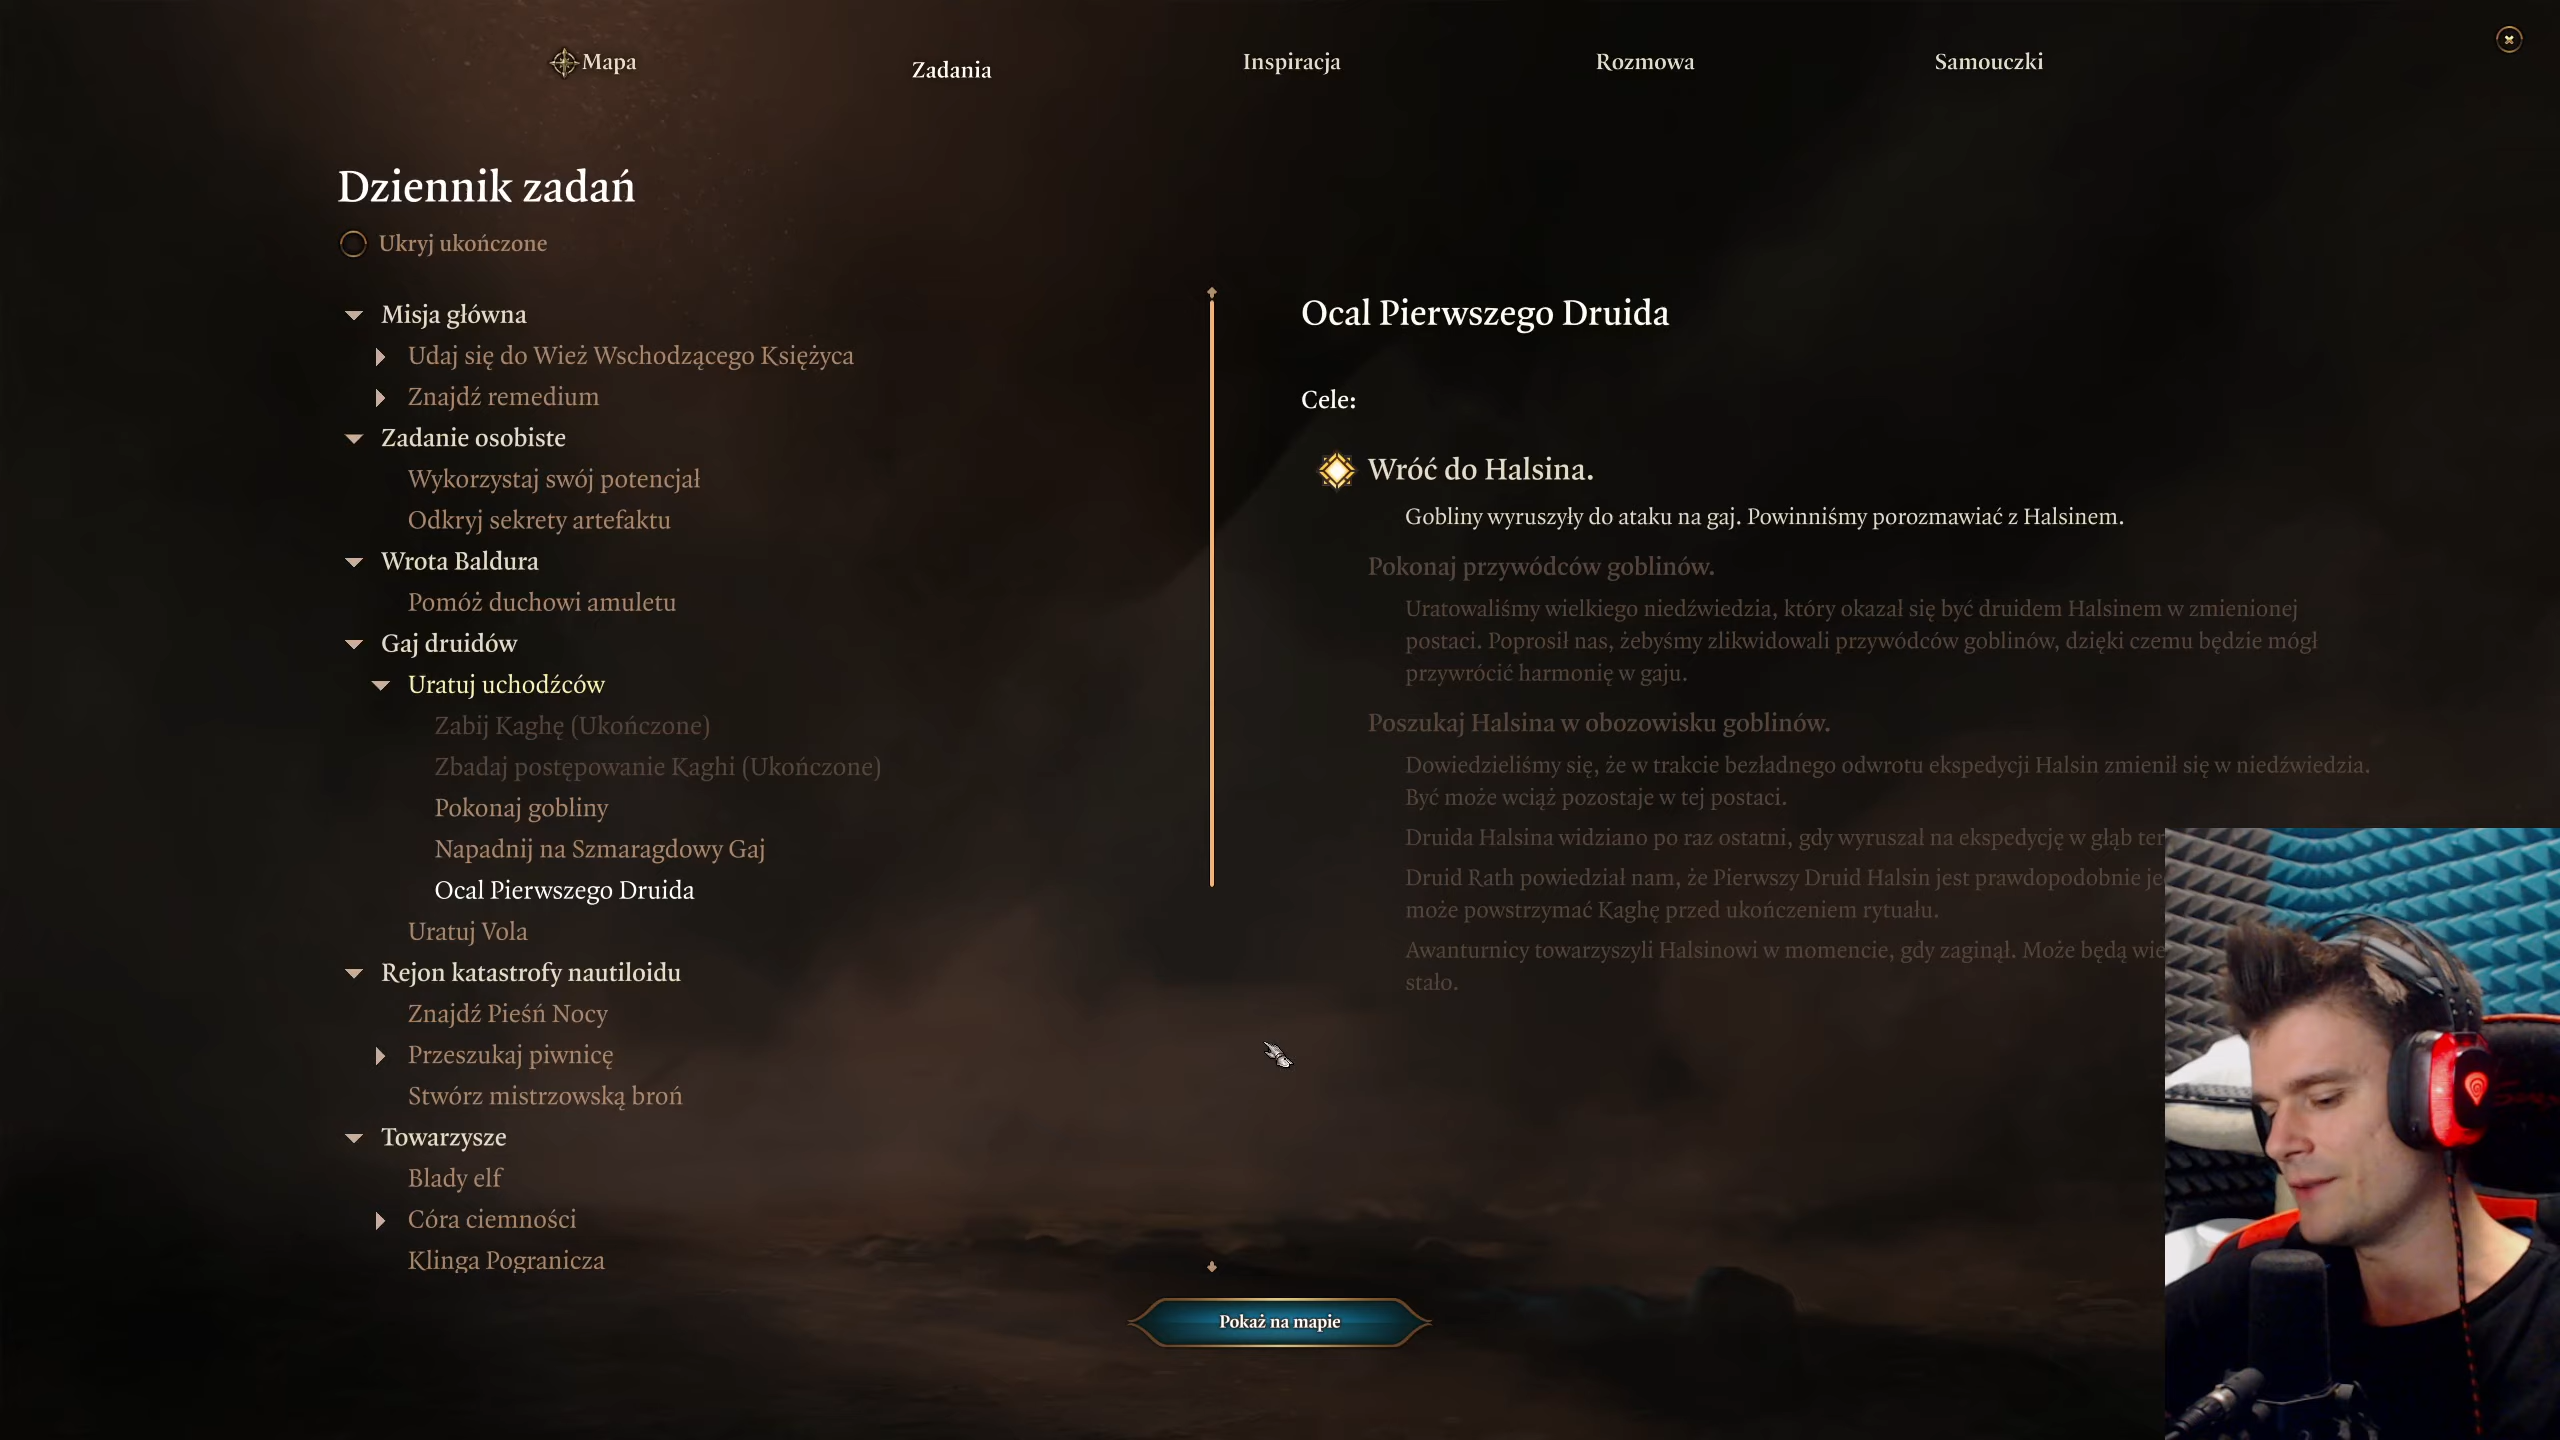 Mapa
Zadania
Inspiracja
Rozmowa
Samouczki
Dziennik zadań
Ukryj ukończone
Misja główna
Udaj się do Wież Wschodzącego Księżyca
Znajdź remedium
Zadanie osobiste
Wykorzystaj swój potencjał
Odkryj sekrety artefaktu
Wrota Baldura
Pomóż duchowi amuletu
Gaj druidów
Uratuj uchodźców
Zabij Kaghę (Ukończone)
Zbadaj postępowanie Kaghi (Ukończone)
Pokonaj gobliny
Napadnij na Szmaragdowy Gaj
Ocal Pierwszego Druida
Uratuj Vola
Rejon katastrofy nautiloidu
Znajdź Pieśń Nocy
Przeszukaj piwnicę
Stwórz mistrzowską broń
Towarzysze
Blady elf
Córa ciemności
Klinga Pogranicza
Ocal Pierwszego Druida
Cele:
Wróć do Halsina.
Gobliny wyruszyły do ataku na gaj. Powinniśmy porozmawiać z Halsinem.
Pokonaj przywódców goblinów.
Uratowaliśmy wielkiego niedźwiedzia, który okazał się być druidem Halsinem w zmienionej
postaci. Poprosił nas, żebyśmy zlikwidowali przywódców goblinów, dzięki czemu będzie mógł
przywrócić harmonię w gaju.
Poszukaj Halsina w obozowisku goblinów.
Dowiedzieliśmy się, że w trakcie bezładnego odwrotu ekspedycji Halsin zmienił się w niedźwiedzia.
Być może wciąż pozostaje w tej postaci.
Druida Halsina widziano po raz ostatni, gdy wyruszał na ekspedycję w głąb ter
Druid Rath powiedział nam, że Pierwszy Druid Halsin jest prawdopodobnie je
może powstrzymać Kaghę przed ukończeniem rytuału.
Awanturnicy towarzyszyli Halsinowi w momencie, gdy zaginął. Może będą wie
stało.
Pokaż na mapie